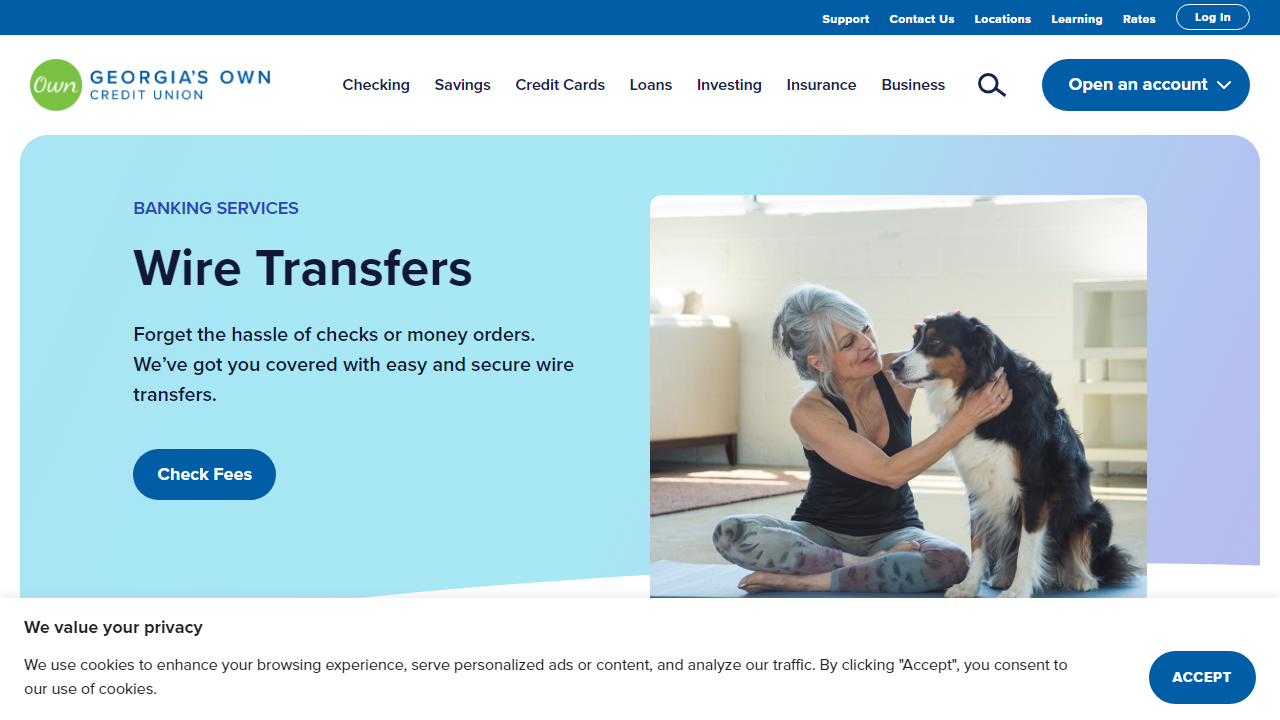 Support Contact Us Locations Learning Rates Log In
Own GEORGIA'S OWN
CREDIT UNION
Checking Savings Credit Cards Loans Investing Insurance Business Open an account
BANKING SERVICES
Wire Transfers
Forget the hassle of checks or money orders.
We've got you covered with easy and secure wire
transfers.
Check Fees
We value your privacy
We use cookies to enhance your browsing experience, serve personalized ads or content, and analyze our traffic. By clicking "Accept", you consent to
our use of cookies.
ACCEPT